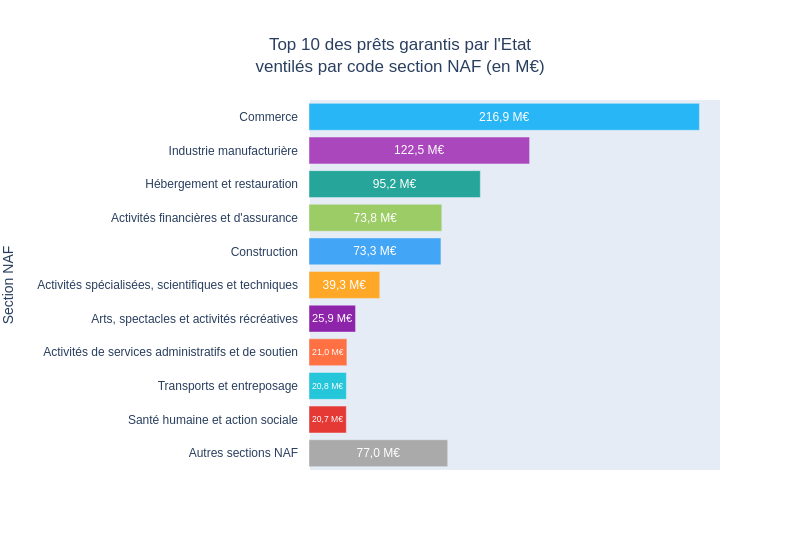 Top 10 des prêts garantis par l'Etat
ventilés par code section NAF (en M€)
Section NAF
Commerce 216,9 M€
Industrie manufacturière 122,5 M€
Hébergement et restauration 95,2 M€
Activités financières et d'assurance 73,8 M€
Construction 73,3 M€
Activités spécialisées, scientifiques et techniques 39,3 M€
Arts, spectacles et activités récréatives 25,9 M€
Activités de services administratifs et de soutien 21,0 M€
Transports et entreposage 20,8 M€
Santé humaine et action sociale 20,7 M€
Autres sections NAF 77,0 M€